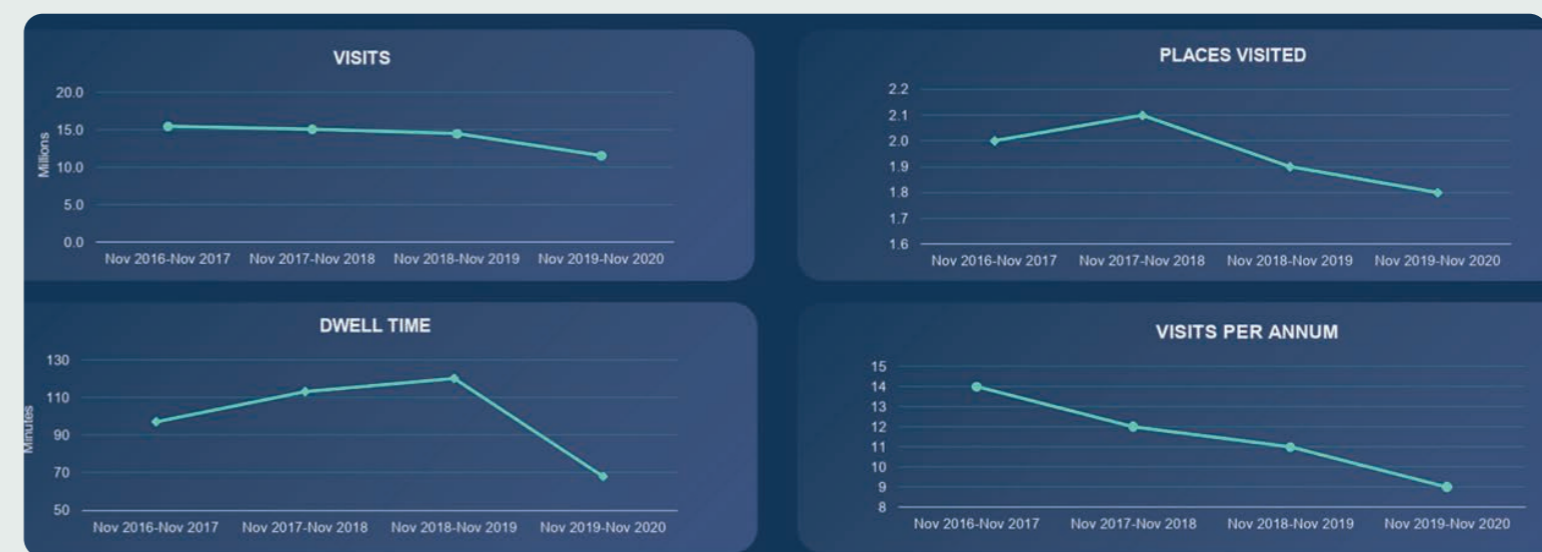 VISITS
Millions
20.0
15.0
10.0
5.0
0.0
Nov 2016-Nov 2017 Nov 2017-Nov 2018 Nov 2018-Nov 2019 Nov 2019-Nov 2020
PLACES VISITED
2.2
2.1
2.0
1.9
1.8
1.7
1.6
Nov 2016-Nov 2017 Nov 2017-Nov 2018 Nov 2018-Nov 2019 Nov 2019-Nov 2020
DWELL TIME
Minutes
130
110
90
70
50
Nov 2016-Nov 2017 Nov 2017-Nov 2018 Nov 2018-Nov 2019 Nov 2019-Nov 2020
VISITS PER ANNUM
15
14
13
12
11
10
9
8
Nov 2016-Nov 2017 Nov 2017-Nov 2018 Nov 2018-Nov 2019 Nov 2019-Nov 2020